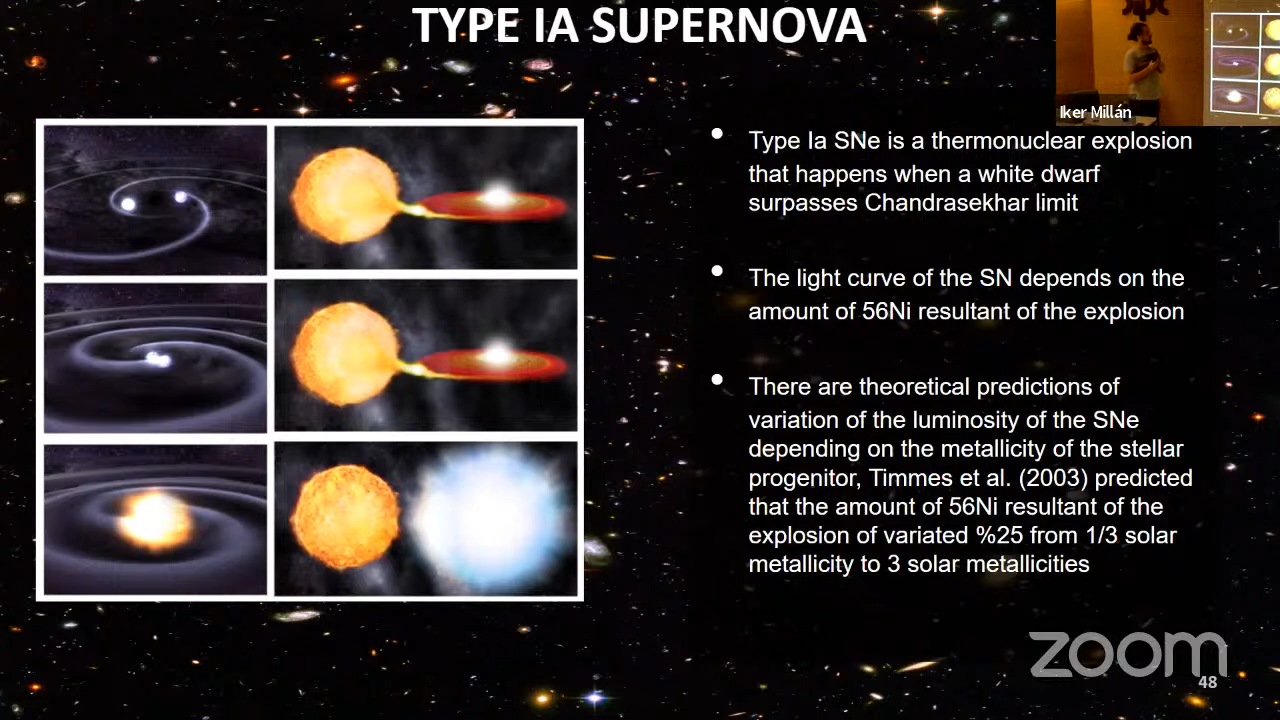 TYPE IA SUPERNOVA
Iker Millán
Type Ia SNe is a thermonuclear explosion
that happens when a white dwarf
surpasses Chandrasekhar limit
The light curve of the SN depends on the
amount of 56Ni resultant of the explosion
There are theoretical predictions of
variation of the luminosity of the SNe
depending on the metallicity of the stellar
progenitor, Timmes et al. (2003) predicted
that the amount of 56Ni resultant of the
explosion of variated %25 from 1/3 solar
metallicity to 3 solar metallicities
zoom
48